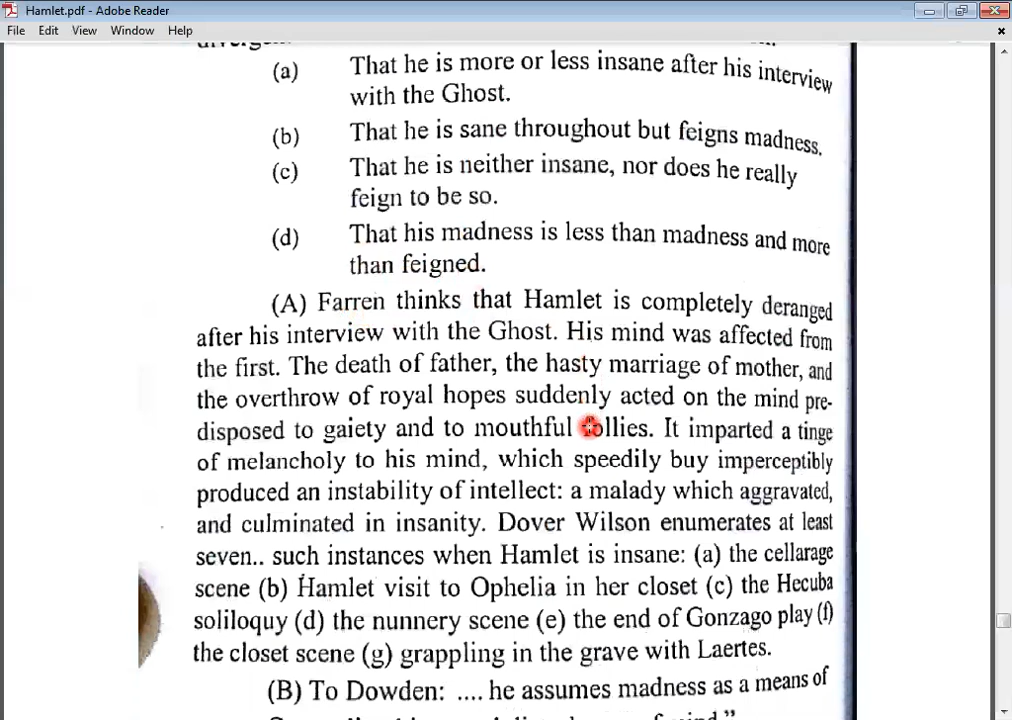 Hamlet.pdf - Adobe Reader
File Edit View Window Help
(a) That he is more or less insane after his interview
with the Ghost.
(b) That he is sane throughout but feigns madness.
(c) That he is neither insane, nor does he really
feign to be so.
(d) That his madness is less than madness and more
than feigned.
(A) Farren thinks that Hamlet is completely deranged
after his interview with the Ghost. His mind was affected from
the first. The death of father, the hasty marriage of mother, and
the overthrow of royal hopes suddenly acted on the mind pre-
disposed to gaiety and to mouthful follies. It imparted a tinge
of melancholy to his mind, which speedily buy imperceptibly
produced an instability of intellect: a malady which aggravated,
and culminated in insanity. Dover Wilson enumerates at least
seven.. such instances when Hamlet is insane: (a) the cellarage
scene (b) Hamlet visit to Ophelia in her closet (c) the Hecuba
soliloquy (d) the nunnery scene (e) the end of Gonzago play (f)
the closet scene (g) grappling in the grave with Laertes.
(B) To Dowden: .... he assumes madness as a means of